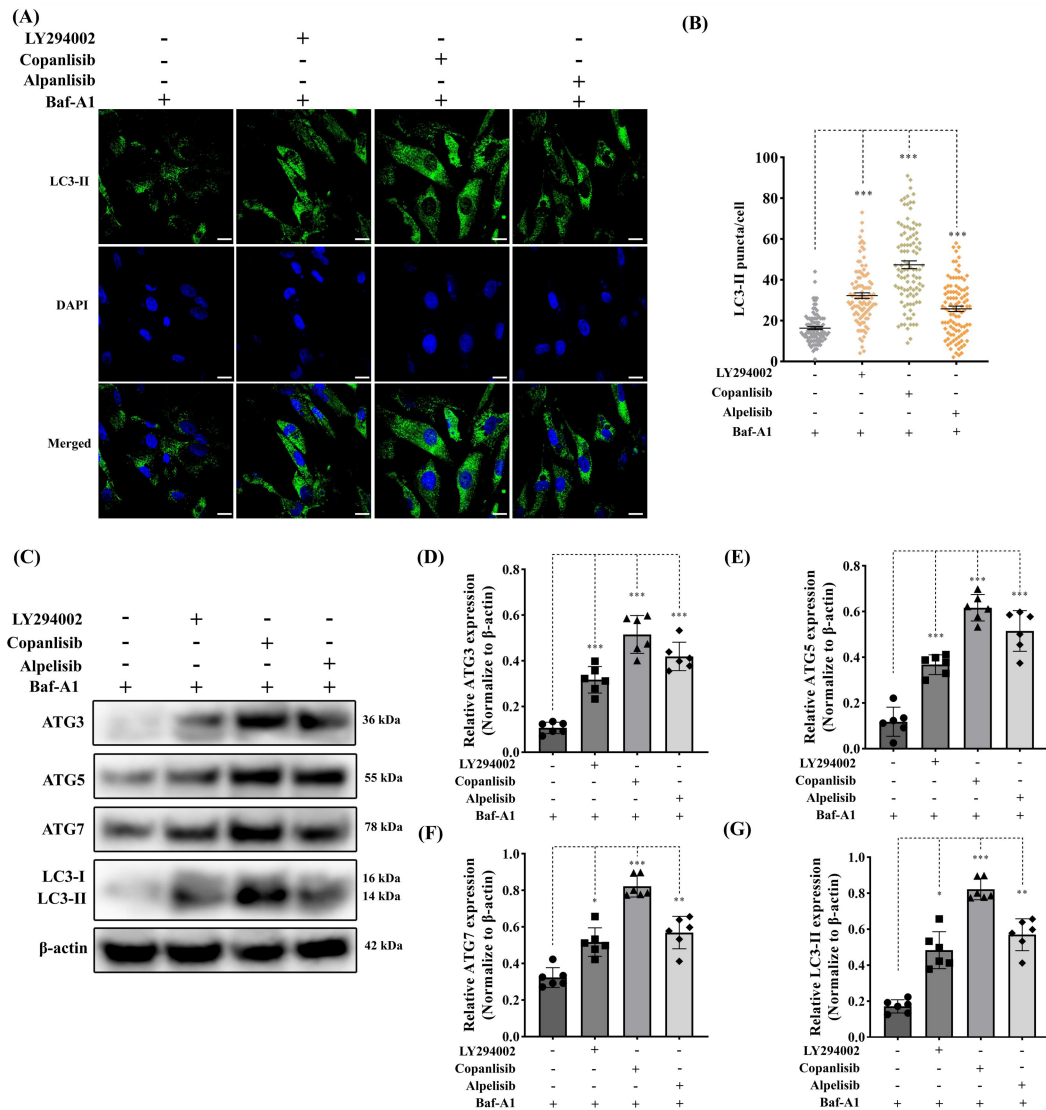 (A)
LY294002 - + - -
Copanlisib - - + -
Alpanlisib - - - +
Baf-A1 + + + +
LC3-II
DAPI
Merged
(B)
LC3-II puncta/cell
100
80
60
40
20
0
*** *** ***
LY294002 - + - -
Copanlisib - - + -
Alpelisib - - - +
Baf-A1 + + + +
(C)
LY294002 - + - -
Copanlisib - - + -
Alpelisib - - - +
Baf-A1 + + + +
ATG3 36 kDa
ATG5 55 kDa
ATG7 78 kDa
LC3-I 16 kDa
LC3-II 14 kDa
β-actin 42 kDa
(D)
Relative ATG3 expression
(Normalize to β-actin)
0.8
0.6
0.4
0.2
0.0
*** *** ***
LY294002 - + - -
Copanlisib - - + -
Alpelisib - - - +
Baf-A1 + + + +
(E)
Relative ATG5 expression
(Normalize to β-actin)
0.8
0.6
0.4
0.2
0.0
*** *** ***
LY294002 - + - -
Copanlisib - - + -
Alpelisib - - - +
Baf-A1 + + + +
(F)
Relative ATG7 expression
(Normalize to β-actin)
1.0
0.8
0.6
0.4
0.2
0.0
* *** **
LY294002 - + - -
Copanlisib - - + -
Alpelisib - - - +
Baf-A1 + + + +
(G)
Relative LC3-II expression
(Normalize to β-actin)
1.0
0.8
0.6
0.4
0.2
0.0
* *** **
LY294002 - + - -
Copanlisib - - + -
Alpelisib - - - +
Baf-A1 + + + +